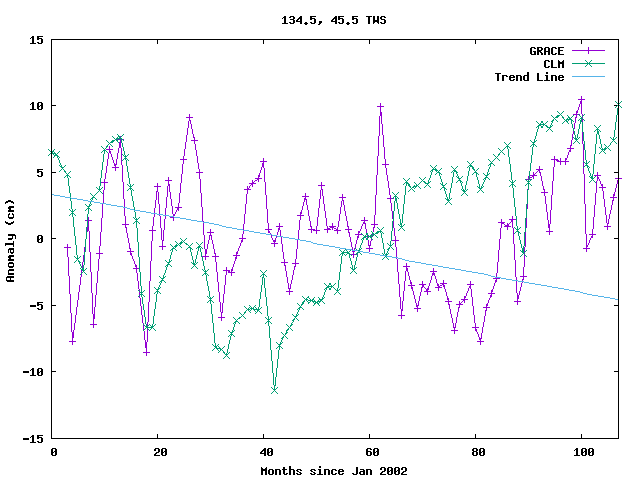 134.5, 45.5 TWS
GRACE
CLM
Trend Line
Anomaly (cm)
15
10
5
0
-5
-10
-15
0 20 40 60 80 100
Months since Jan 2002